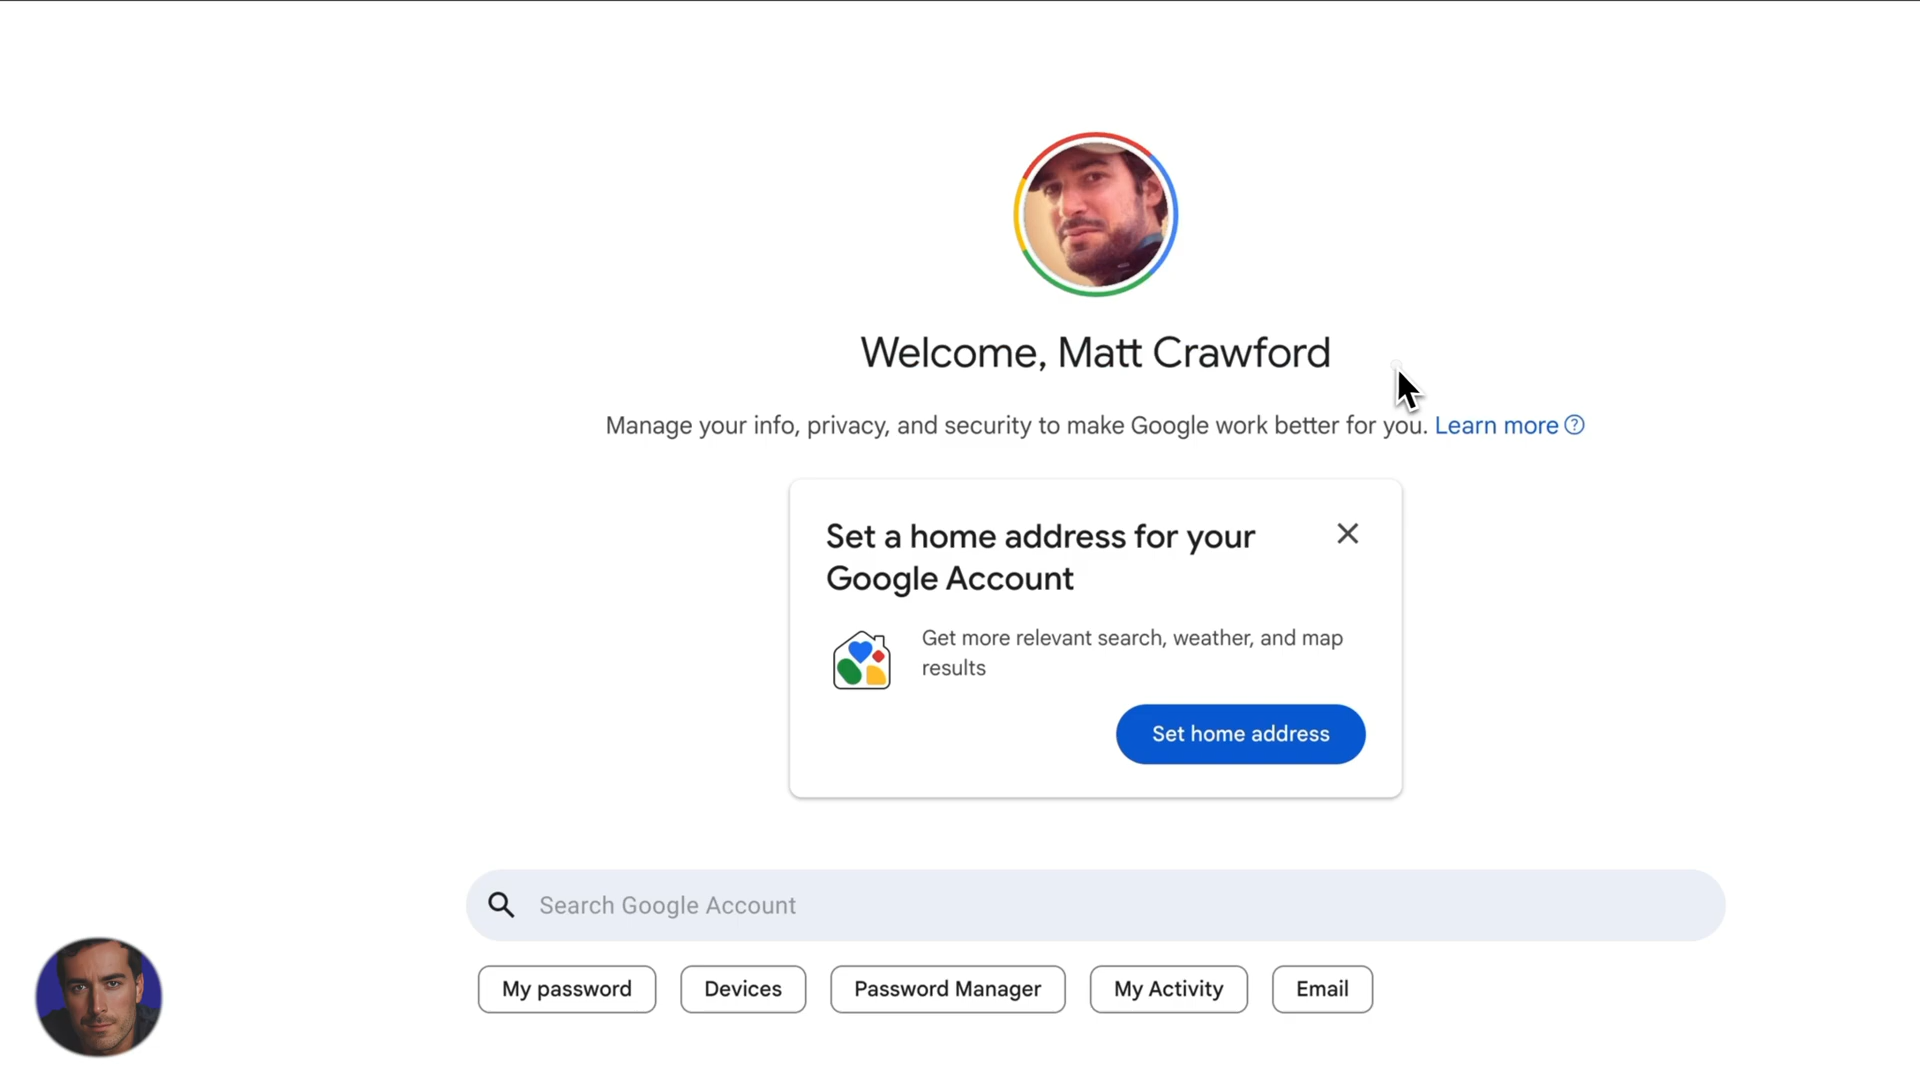 Welcome, Matt Crawford
Manage your info, privacy, and security to make Google work better for you. Learn more
Set a home address for your
Google Account
Get more relevant search, weather, and map
results
Set home address
Search Google Account
My password
Devices
Password Manager
My Activity
Email